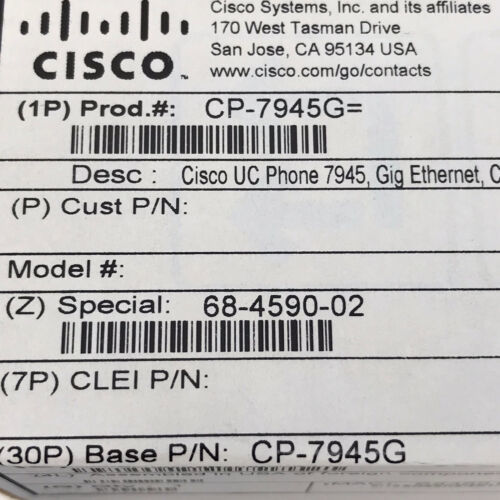 Cisco Systems, Inc. and its affiliates
170 West Tasman Drive
San Jose, CA 95134 USA
www.cisco.com/go/contacts
CISCO
(1P) Prod.#: CP-7945G=
Desc : Cisco UC Phone 7945, Gig Ethernet, C
(P) Cust P/N:
Model #:
(Z) Special: 68-4590-02
(7P) CLEI P/N:
(30P) Base P/N: CP-7945G